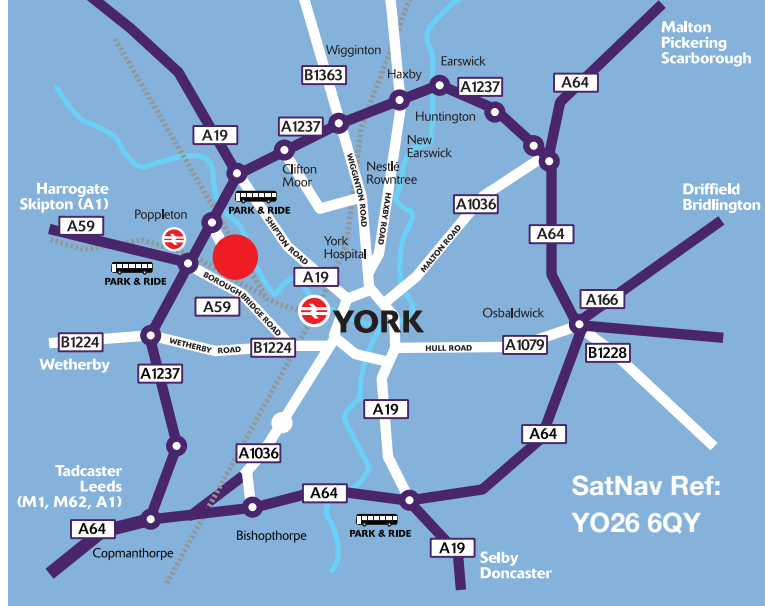 Wigginton
B1363
Haxby
Earswick
A1237
Malton
Pickering
Scarborough
A64
A19
A1237
Huntington
Clifton
Moor
WIGGINTON ROAD
Nestlé
Rowntree
HAXBY ROAD
New
Earswick
Harrogate
Skipton (A1)
A59
Poppleton
PARK & RIDE
SHIPTON ROAD
A1036
MALTON ROAD
Driffield
Bridlington
A64
York
Hospital
PARK & RIDE
A19
BOROUGHBRIDGE ROAD
A59
YORK
Osbaldwick
A166
B1224
Wetherby
WETHERBY ROAD
B1224
HULL ROAD
A1079
B1228
A1237
A19
A64
A1036
Tadcaster
Leeds
(M1, M62, A1)
A64
A64
SatNav Ref:
YO26 6QY
Copmanthorpe
Bishopthorpe
PARK & RIDE
A19
Selby
Doncaster